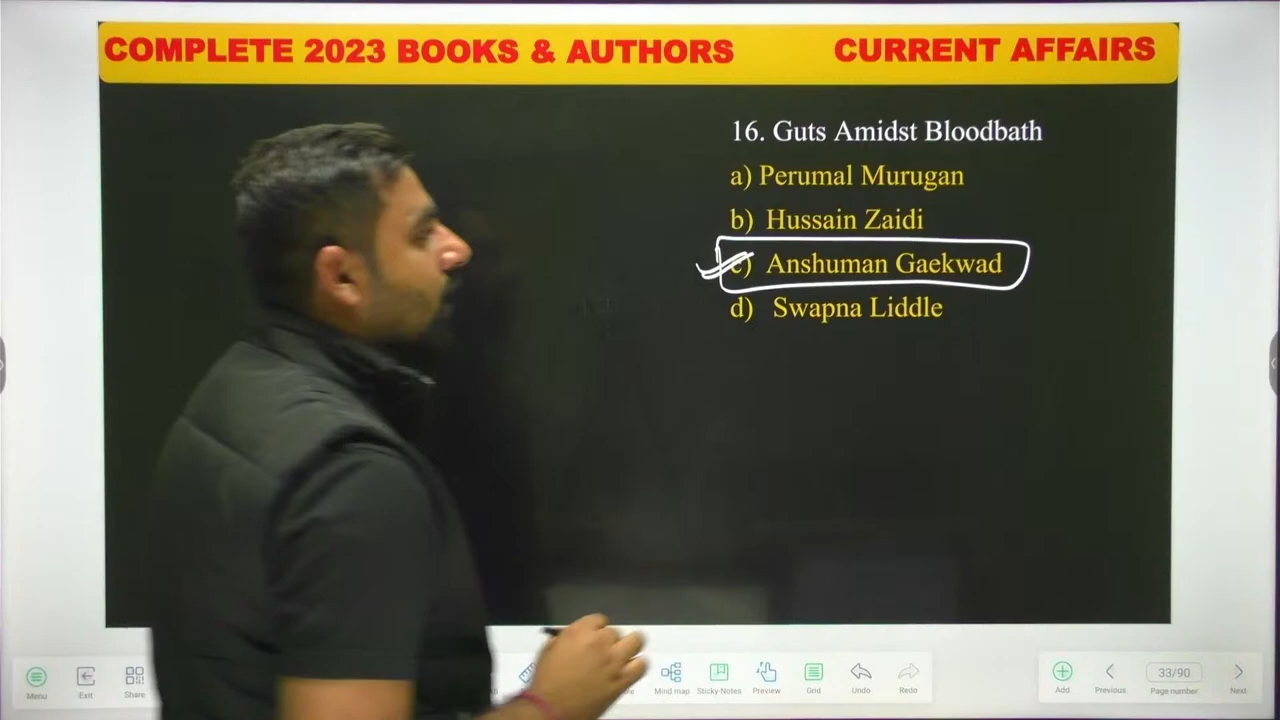 COMPLETE 2023 BOOKS & AUTHORS CURRENT AFFAIRS
16. Guts Amidst Bloodbath
a) Perumal Murugan
b) Hussain Zaidi
c) Anshuman Gaekwad
d) Swapna Liddle
Menu Exit Share Mind map Sticky-Notes Preview Grid Undo Redo Add Previous 33/90 Page number Next